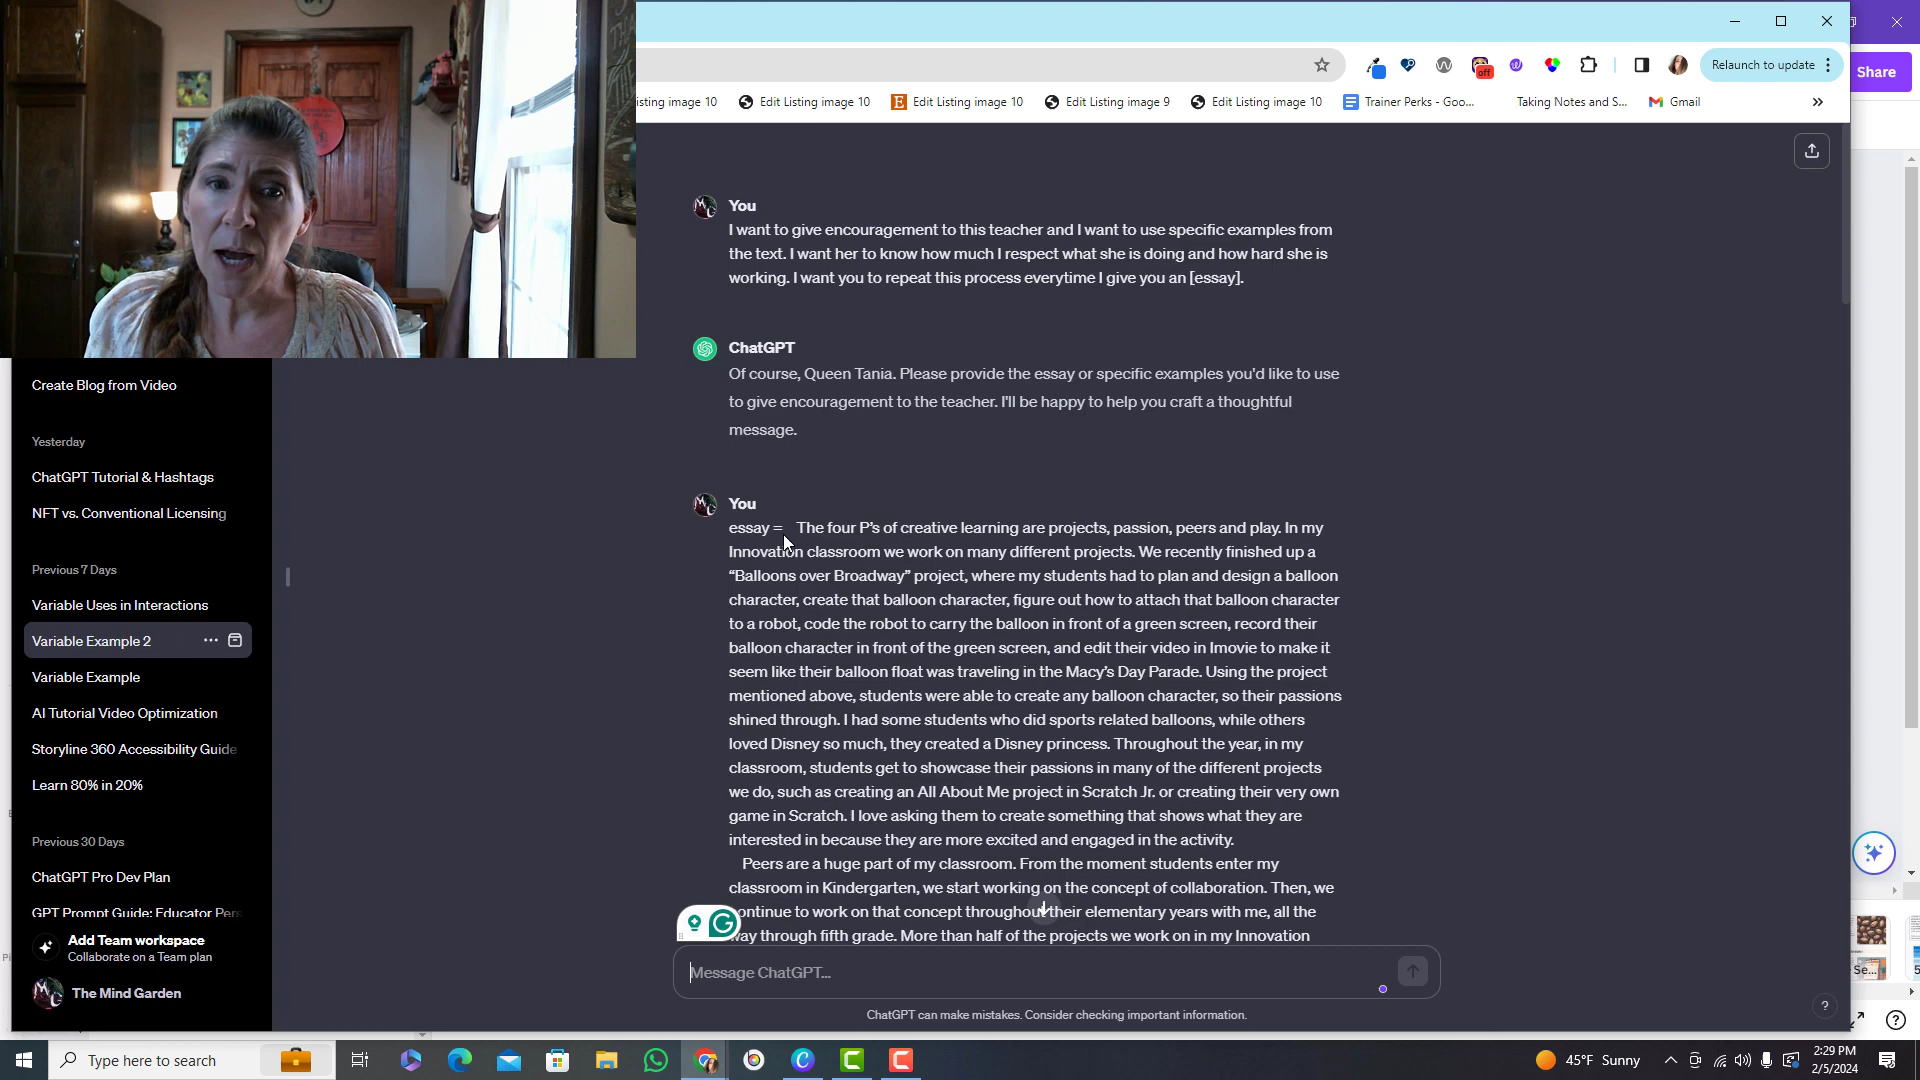 Relaunch to update
Share
isting image 10
Edit Listing image 10
Edit Listing image 10
Edit Listing image 9
Edit Listing image 10
Trainer Perks - Goo...
Taking Notes and S...
Gmail
off
You
I want to give encouragement to this teacher and I want to use specific examples from
the text. I want her to know how much I respect what she is doing and how hard she is
working. I want you to repeat this process everytime I give you an [essay].
ChatGPT
Of course, Queen Tania. Please provide the essay or specific examples you'd like to use
to give encouragement to the teacher. I'll be happy to help you craft a thoughtful
message.
You
essay = The four P's of creative learning are projects, passion, peers and play. In my
Innovation classroom we work on many different projects. We recently finished up a
“Balloons over Broadway” project, where my students had to plan and design a balloon
character, create that balloon character, figure out how to attach that balloon character
to a robot, code the robot to carry the balloon in front of a green screen, record their
balloon character in front of the green screen, and edit their video in Imovie to make it
seem like their balloon float was traveling in the Macy's Day Parade. Using the project
mentioned above, students were able to create any balloon character, so their passions
shined through. I had some students who did sports related balloons, while others
loved Disney so much, they created a Disney princess. Throughout the year, in my
classroom, students get to showcase their passions in many of the different projects
we do, such as creating an All About Me project in Scratch Jr. or creating their very own
game in Scratch. I love asking them to create something that shows what they are
interested in because they are more excited and engaged in the activity.
Peers are a huge part of my classroom. From the moment students enter my
classroom in Kindergarten, we start working on the concept of collaboration. Then, we
continue to work on that concept throughout their elementary years with me, all the
way through fifth grade. More than half of the projects we work on in my Innovation
Message ChatGPT...
ChatGPT can make mistakes. Consider checking important information.
Create Blog from Video
Yesterday
ChatGPT Tutorial & Hashtags
NFT vs. Conventional Licensing
Previous 7 Days
Variable Uses in Interactions
Variable Example 2
Variable Example
AI Tutorial Video Optimization
Storyline 360 Accessibility Guide
Learn 80% in 20%
Previous 30 Days
ChatGPT Pro Dev Plan
GPT Prompt Guide: Educator Pers
Add Team workspace
Collaborate on a Team plan
The Mind Garden
Se...
Type here to search
45°F Sunny
2:29 PM
2/5/2024